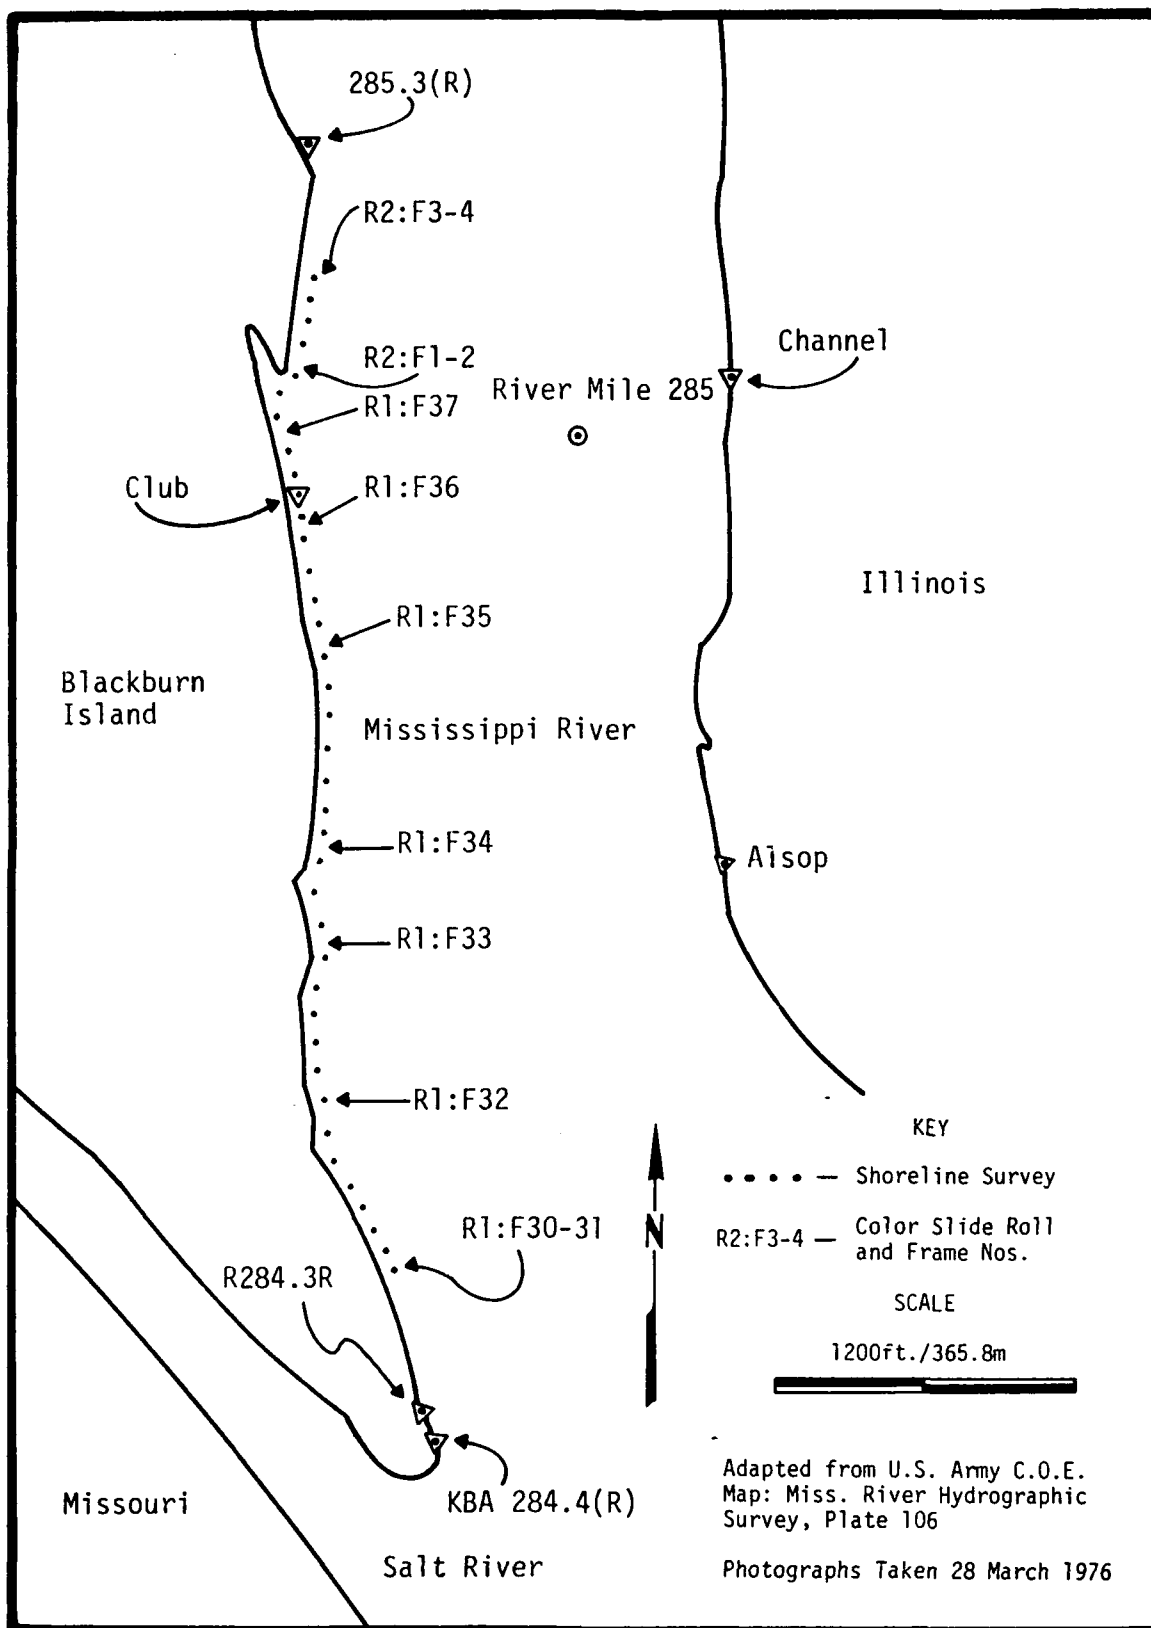 285.3(R)
R2:F3-4
Channel
R2:F1-2
River Mile 285
R1:F37
Club
R1:F36
Illinois
R1:F35
Blackburn
Island
Mississippi River
R1:F34
Alsop
R1:F33
R1:F32
KEY
Shoreline Survey
R1:F30-31
N
R2:F3-4 — Color Slide Roll
and Frame Nos.
R284.3R
SCALE
1200ft./365.8m
Adapted from U.S. Army C.O.E.
Map: Miss. River Hydrographic
Survey, Plate 106
Missouri
KBA 284.4(R)
Salt River
Photographs Taken 28 March 1976